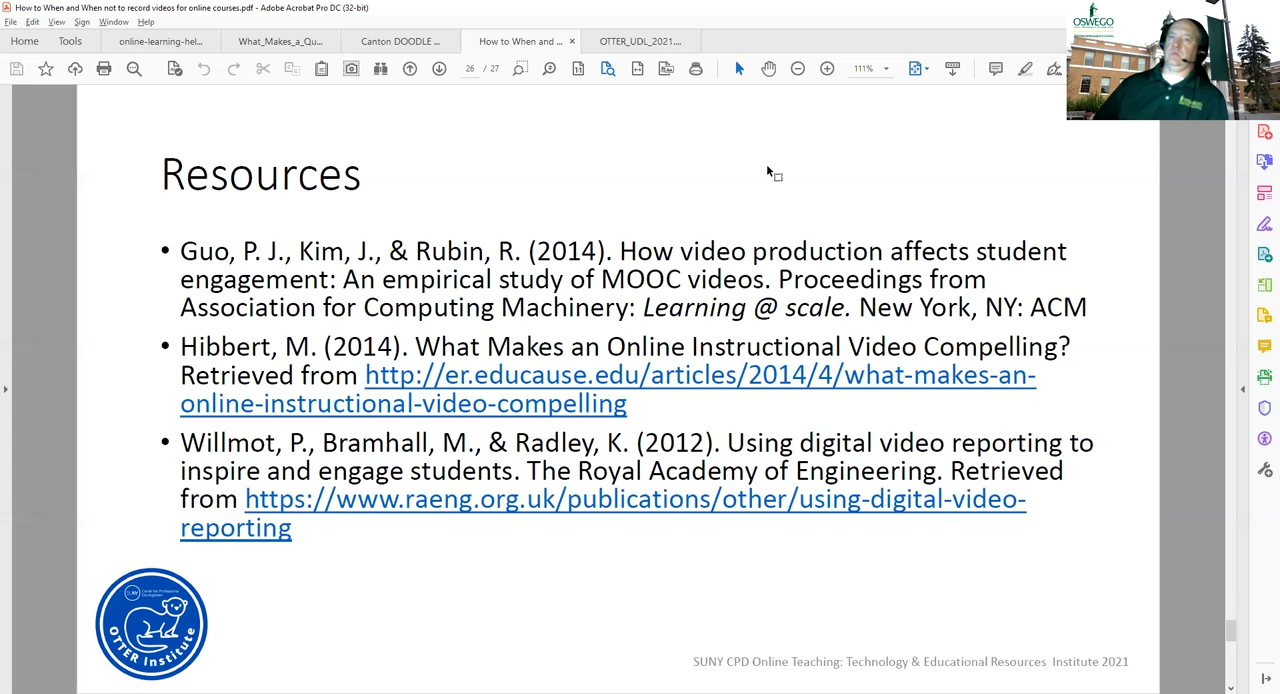 How to When and When not to record videos for online courses.pdf - Adobe Acrobat Pro DC (32-bit)
File Edit View Sign Window Help
Home Tools online-learning-hel... What_Makes_a_Qu... Canton DOODLE ... How to When and ... × OTTER_UDL_2021....
26 / 27 111%
OSWEGO
Resources
• Guo, P. J., Kim, J., & Rubin, R. (2014). How video production affects student
engagement: An empirical study of MOOC videos. Proceedings from
Association for Computing Machinery: Learning @ scale. New York, NY: ACM
• Hibbert, M. (2014). What Makes an Online Instructional Video Compelling?
Retrieved from http://er.educause.edu/articles/2014/4/what-makes-an-
online-instructional-video-compelling
• Willmot, P., Bramhall, M., & Radley, K. (2012). Using digital video reporting to
inspire and engage students. The Royal Academy of Engineering. Retrieved
from https://www.raeng.org.uk/publications/other/using-digital-video-
reporting
SUNY Center for Professional
Development
OTTER Institute
SUNY CPD Online Teaching: Technology & Educational Resources Institute 2021